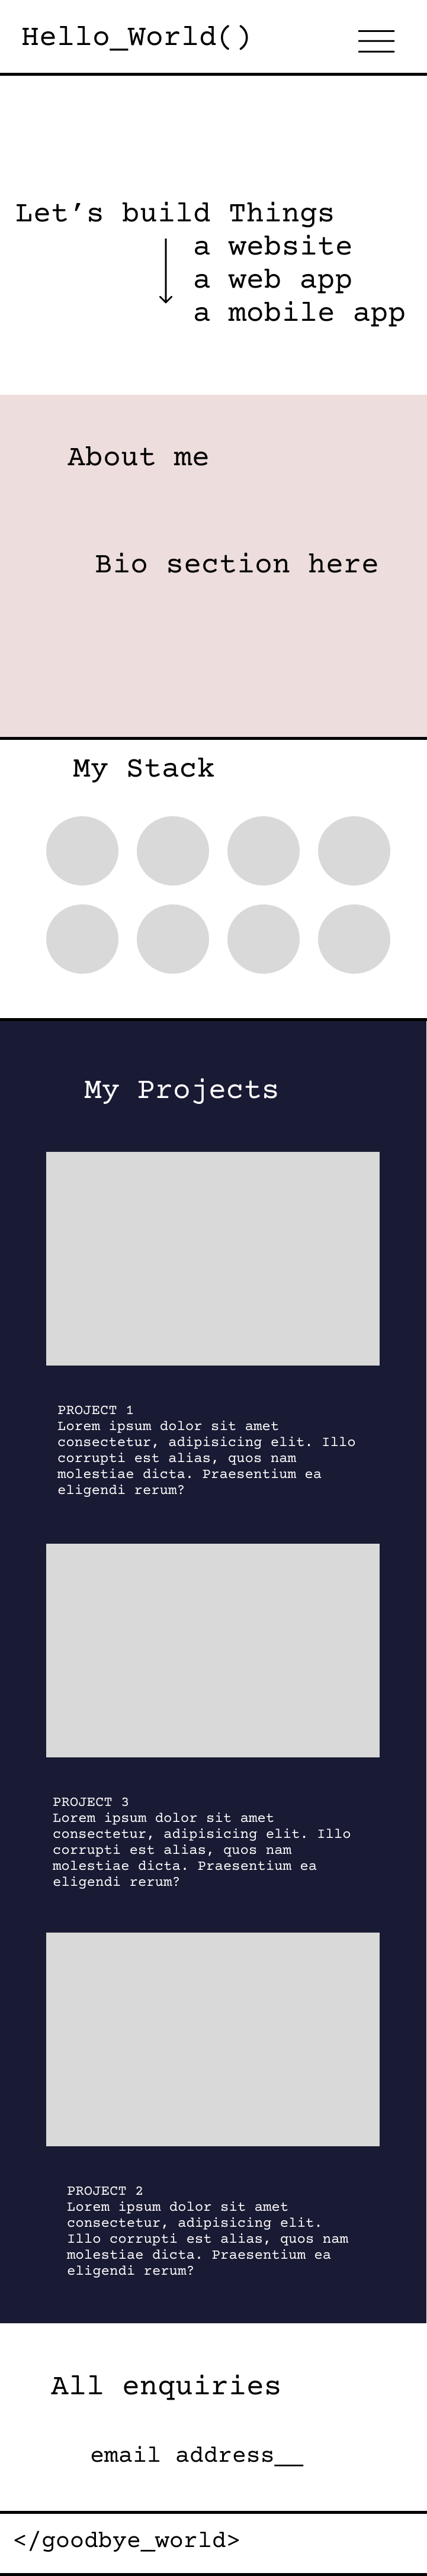 Hello_World()
Let’s build Things
a website
a web app
a mobile app
About me
Bio section here
My Stack
My Projects
PROJECT 1
Lorem ipsum dolor sit amet
consectetur, adipisicing elit. Illo
corrupti est alias, quos nam
molestiae dicta. Praesentium ea
eligendi rerum?
PROJECT 3
Lorem ipsum dolor sit amet
consectetur, adipisicing elit. Illo
corrupti est alias, quos nam
molestiae dicta. Praesentium ea
eligendi rerum?
PROJECT 2
Lorem ipsum dolor sit amet
consectetur, adipisicing elit.
Illo corrupti est alias, quos nam
molestiae dicta. Praesentium ea
eligendi rerum?
All enquiries
email address__
</goodbye_world>